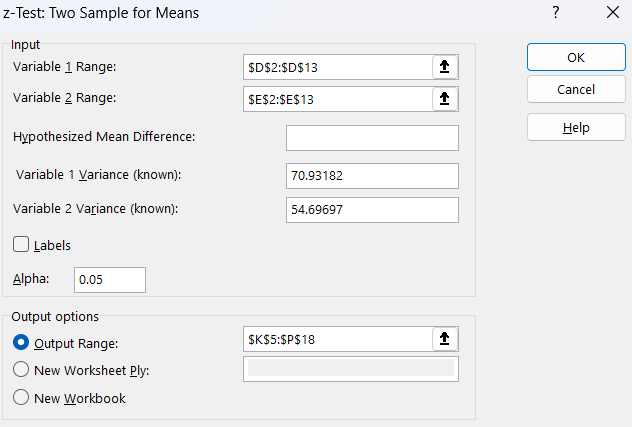 z-Test: Two Sample for Means ?
Input
Variable 1 Range: $D$2:$D$13
Variable 2 Range: $E$2:$E$13
Hypothesized Mean Difference:
Variable 1 Variance (known): 70.93182
Variable 2 Variance (known): 54.69697
Labels
Alpha: 0.05
Output options
Output Range: $K$5:$P$18
New Worksheet Ply:
New Workbook
OK
Cancel
Help